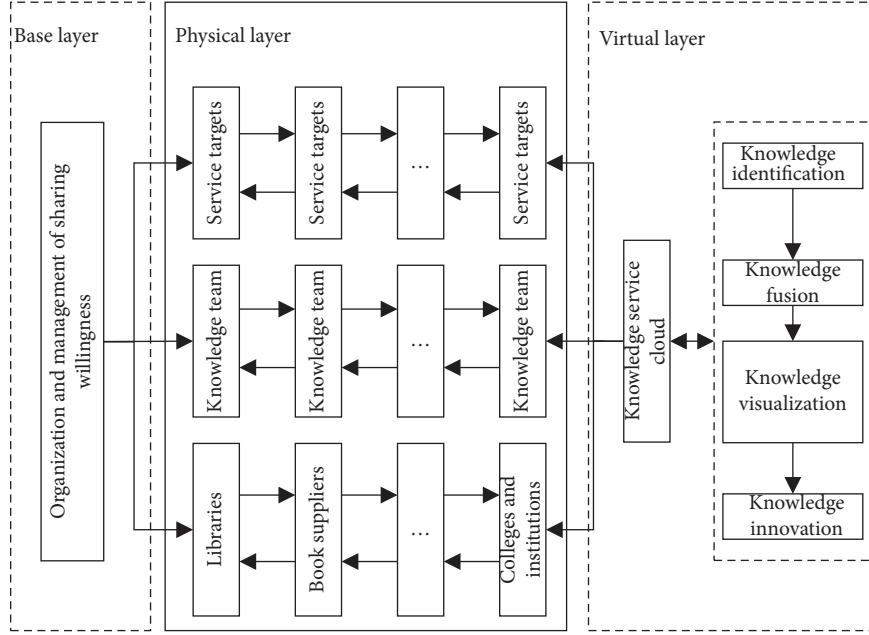 Base layer
Organization and management of sharing
willingness
Physical layer
Service targets
Service targets
...
Service targets
Knowledge team
Knowledge team
...
Knowledge team
Libraries
Book suppliers
...
Colleges and
institutions
Virtual layer
Knowledge service
cloud
Knowledge
identification
Knowledge
fusion
Knowledge
visualization
Knowledge
innovation